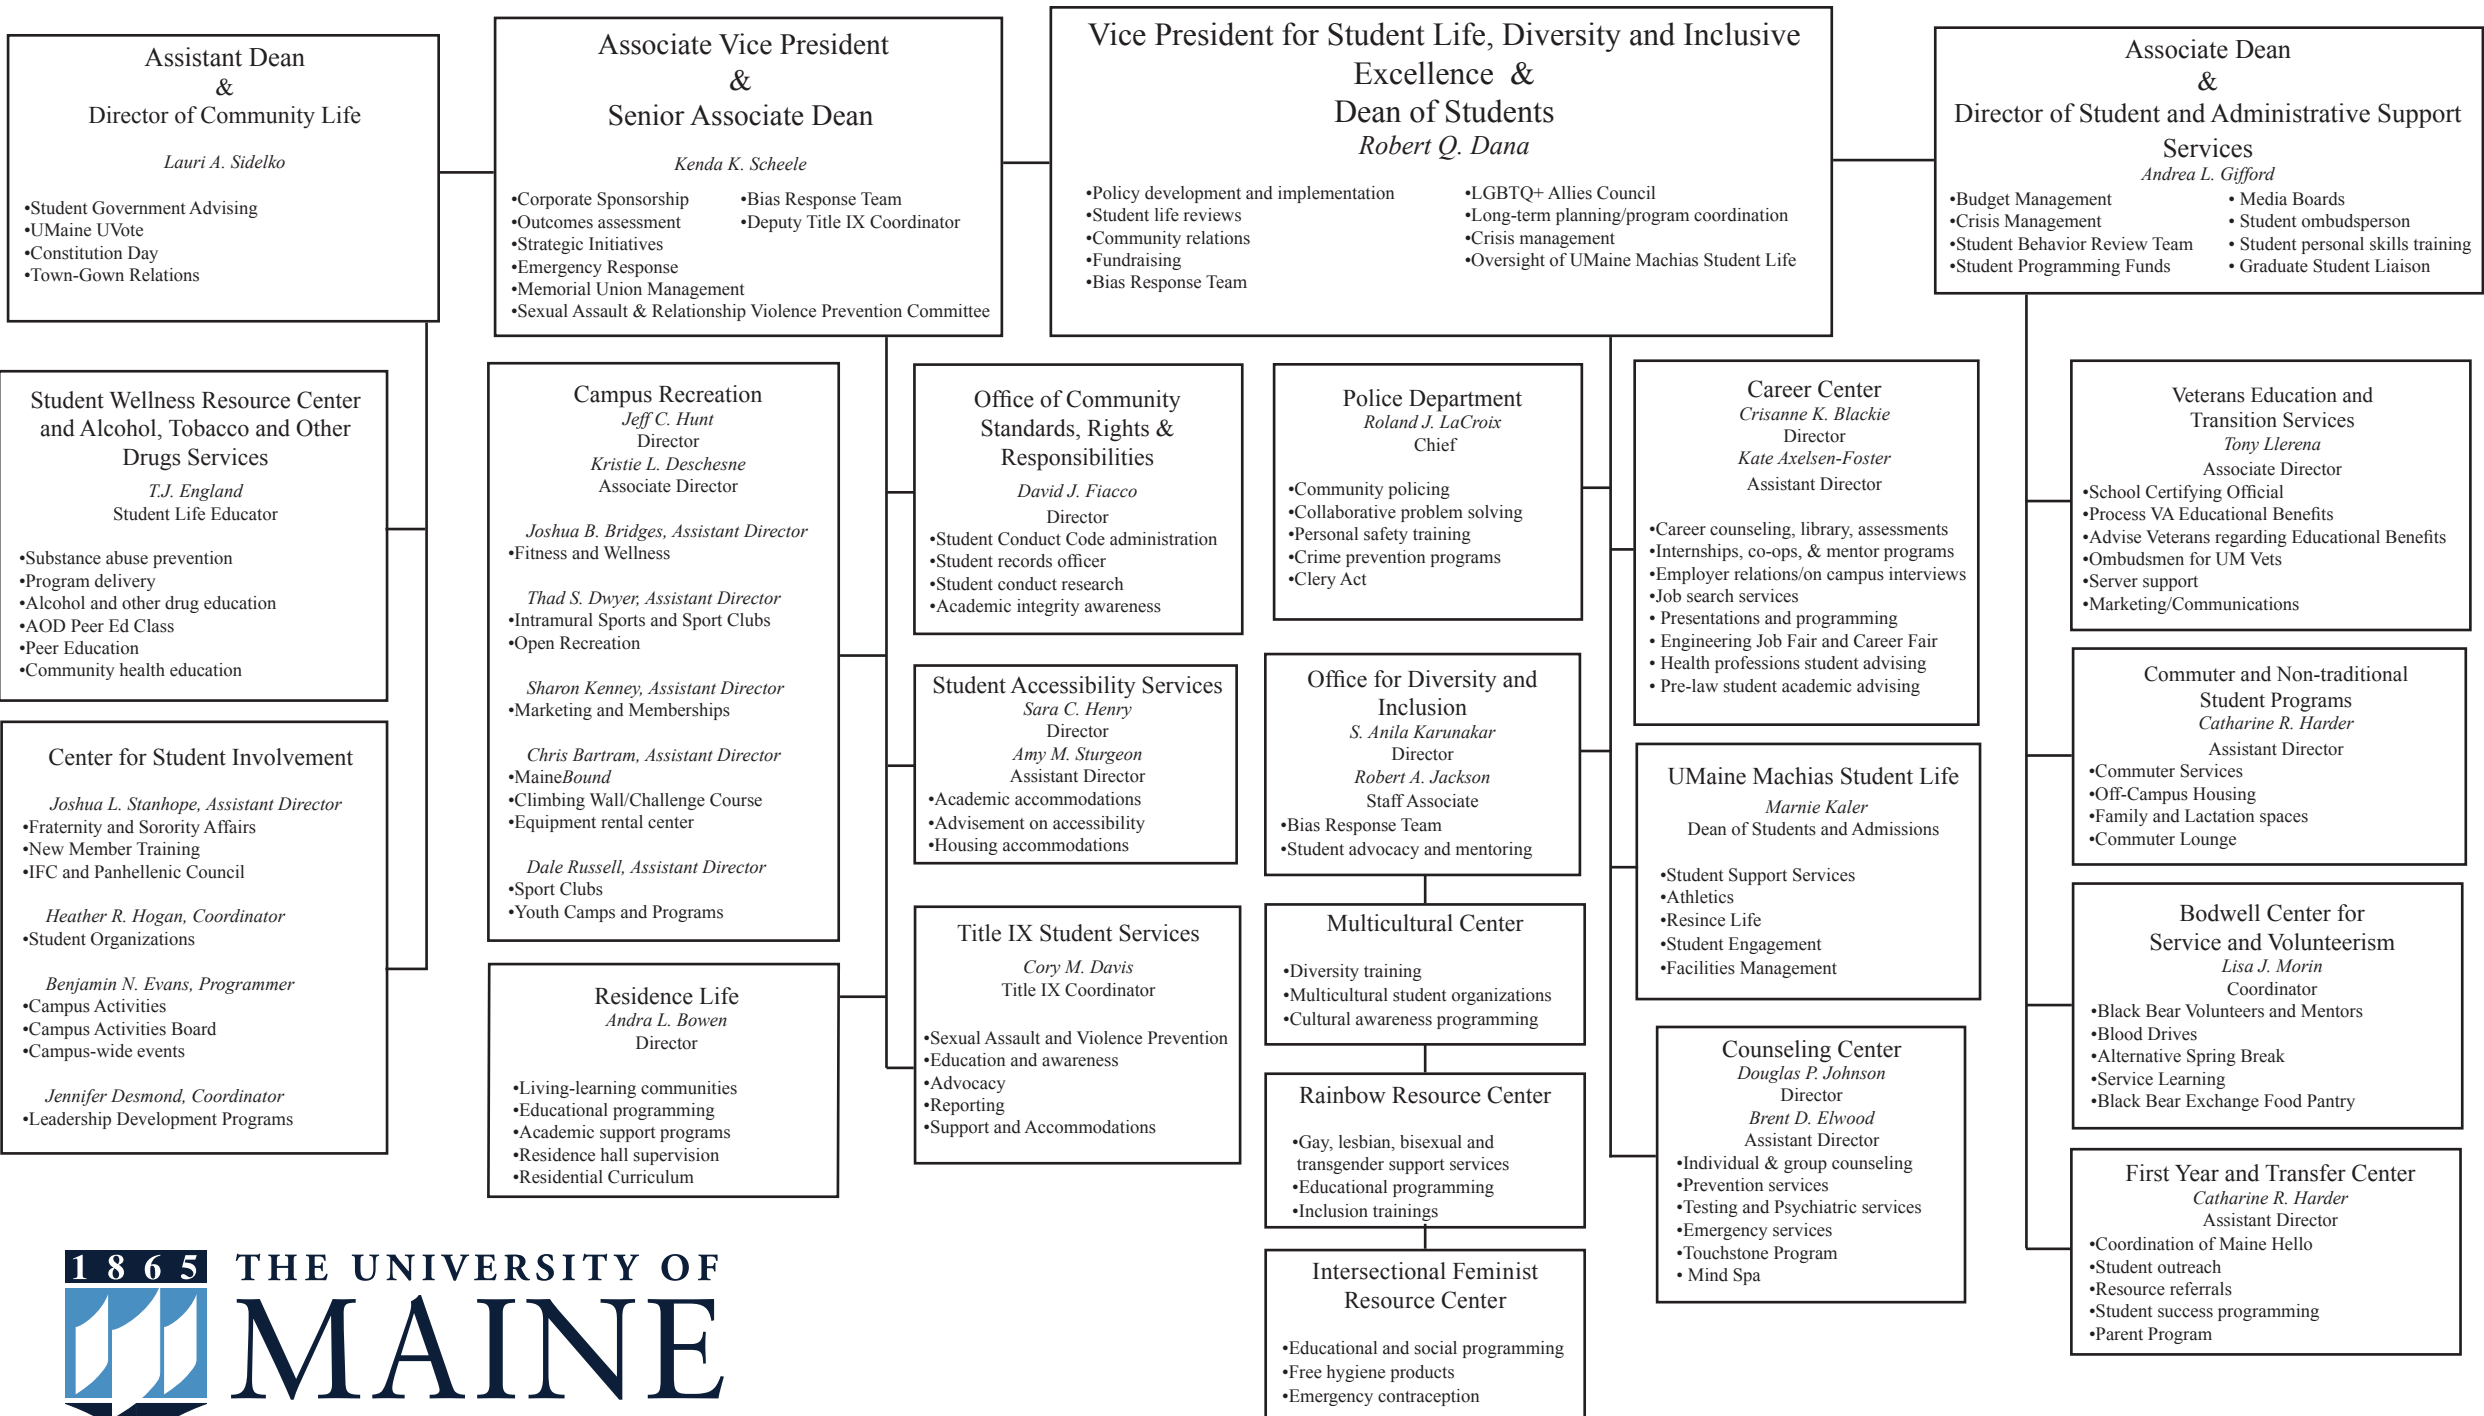 Assistant Dean
&
Director of Community Life
Lauri A. Sidelko
•Student Government Advising
•UMaine UVote
•Constitution Day
•Town-Gown Relations
Associate Vice President
&
Senior Associate Dean
Kenda K. Scheele
•Corporate Sponsorship
•Outcomes assessment
•Strategic Initiatives
•Emergency Response
•Memorial Union Management
•Sexual Assault & Relationship Violence Prevention Committee
•Bias Response Team
•Deputy Title IX Coordinator
Vice President for Student Life, Diversity and Inclusive
Excellence &
Dean of Students
Robert Q. Dana
•Policy development and implementation
•Student life reviews
•Community relations
•Fundraising
•Bias Response Team
•LGBTQ+ Allies Council
•Long-term planning/program coordination
•Crisis management
•Oversight of UMaine Machias Student Life
Associate Dean
&
Director of Student and Administrative Support
Services
Andrea L. Gifford
•Budget Management
•Crisis Management
•Student Behavior Review Team
•Student Programming Funds
• Media Boards
• Student ombudsperson
• Student personal skills training
• Graduate Student Liaison
Student Wellness Resource Center
and Alcohol, Tobacco and Other
Drugs Services
T.J. England
Student Life Educator
•Substance abuse prevention
•Program delivery
•Alcohol and other drug education
•AOD Peer Ed Class
•Peer Education
•Community health education
Center for Student Involvement
Joshua L. Stanhope, Assistant Director
•Fraternity and Sorority Affairs
•New Member Training
•IFC and Panhellenic Council
Heather R. Hogan, Coordinator
•Student Organizations
Benjamin N. Evans, Programmer
•Campus Activities
•Campus Activities Board
•Campus-wide events
Jennifer Desmond, Coordinator
•Leadership Development Programs
Campus Recreation
Jeff C. Hunt
Director
Kristie L. Deschesne
Associate Director
Joshua B. Bridges, Assistant Director
•Fitness and Wellness
Thad S. Dwyer, Assistant Director
•Intramural Sports and Sport Clubs
•Open Recreation
Sharon Kenney, Assistant Director
•Marketing and Memberships
Chris Bartram, Assistant Director
•MaineBound
•Climbing Wall/Challenge Course
•Equipment rental center
Dale Russell, Assistant Director
•Sport Clubs
•Youth Camps and Programs
Residence Life
Andra L. Bowen
Director
•Living-learning communities
•Educational programming
•Academic support programs
•Residence hall supervision
•Residential Curriculum
Office of Community
Standards, Rights &
Responsibilities
David J. Fiacco
Director
•Student Conduct Code administration
•Student records officer
•Student conduct research
•Academic integrity awareness
Student Accessibility Services
Sara C. Henry
Director
Amy M. Sturgeon
Assistant Director
•Academic accommodations
•Advisement on accessibility
•Housing accommodations
Title IX Student Services
Cory M. Davis
Title IX Coordinator
•Sexual Assault and Violence Prevention
•Education and awareness
•Advocacy
•Reporting
•Support and Accommodations
Police Department
Roland J. LaCroix
Chief
•Community policing
•Collaborative problem solving
•Personal safety training
•Crime prevention programs
•Clery Act
Office for Diversity and
Inclusion
S. Anila Karunakar
Director
Robert A. Jackson
Staff Associate
•Bias Response Team
•Student advocacy and mentoring
Multicultural Center
•Diversity training
•Multicultural student organizations
•Cultural awareness programming
Rainbow Resource Center
•Gay, lesbian, bisexual and
transgender support services
•Educational programming
•Inclusion trainings
Intersectional Feminist
Resource Center
•Educational and social programming
•Free hygiene products
•Emergency contraception
Career Center
Crisanne K. Blackie
Director
Kate Axelsen-Foster
Assistant Director
•Career counseling, library, assessments
•Internships, co-ops, & mentor programs
•Employer relations/on campus interviews
•Job search services
• Presentations and programming
• Engineering Job Fair and Career Fair
• Health professions student advising
• Pre-law student academic advising
UMaine Machias Student Life
Marnie Kaler
Dean of Students and Admissions
•Student Support Services
•Athletics
•Resince Life
•Student Engagement
•Facilities Management
Counseling Center
Douglas P. Johnson
Director
Brent D. Elwood
Assistant Director
•Individual & group counseling
•Prevention services
•Testing and Psychiatric services
•Emergency services
•Touchstone Program
• Mind Spa
Veterans Education and
Transition Services
Tony Llerena
Associate Director
•School Certifying Official
•Process VA Educational Benefits
•Advise Veterans regarding Educational Benefits
•Ombudsmen for UM Vets
•Server support
•Marketing/Communications
Commuter and Non-traditional
Student Programs
Catharine R. Harder
Assistant Director
•Commuter Services
•Off-Campus Housing
•Family and Lactation spaces
•Commuter Lounge
Bodwell Center for
Service and Volunteerism
Lisa J. Morin
Coordinator
•Black Bear Volunteers and Mentors
•Blood Drives
•Alternative Spring Break
•Service Learning
•Black Bear Exchange Food Pantry
First Year and Transfer Center
Catharine R. Harder
Assistant Director
•Coordination of Maine Hello
•Student outreach
•Resource referrals
•Student success programming
•Parent Program
1865
THE UNIVERSITY OF
MAINE